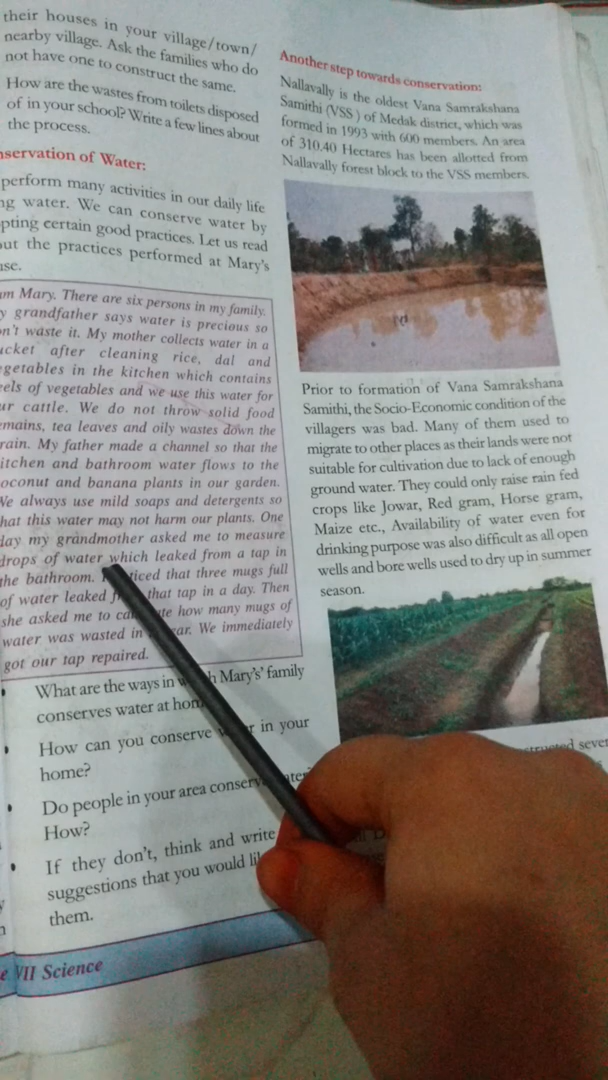 their houses in your village/town/
nearby village. Ask the families who do
not have one to construct the same.
How are the wastes from toilets disposed
of in your school? Write a few lines about
the process.
nservation of Water:
perform many activities in our daily life
ng water. We can conserve water by
pting certain good practices. Let us read
out the practices performed at Mary's
use.
am Mary. There are six persons in my family.
y grandfather says water is precious so
on't waste it. My mother collects water in a
ucket after cleaning rice, dal and
egetables in the kitchen which contains
eels of vegetables and we use this water for
ur cattle. We do not throw solid food
emains, tea leaves and oily wastes down the
rain. My father made a channel so that the
itchen and bathroom water flows to the
oconut and banana plants in our garden.
We always use mild soaps and detergents so
hat this water may not harm our plants. One
day my grandmother asked me to measure
drops of water which leaked from a tap in
the bathroom. ticed that three mugs full
of water leaked that tap in a day. Then
she asked me to how many mugs of
water was wasted in We immediately
got our tap repaired.
What are the ways in Mary's' family
conserves water at
How can you conserve in your
home?
Do people in your area
How?
If they don't, think and write
suggestions that you would
them.
VII Science
Another step towards conservation:
Nallavally is the oldest Vana Samrakshana
Samithi (VSS ) of Medak district, which was
formed in 1993 with 600 members. An area
of 310.40 Hectares has been allotted from
Nallavally forest block to the VSS members.
Prior to formation of Vana Samrakshana
Samithi, the Socio-Economic condition of the
villagers was bad. Many of them used to
migrate to other places as their lands were not
suitable for cultivation due to lack of enough
ground water. They could only raise rain fed
crops like Jowar, Red gram, Horse gram,
Maize etc., Availability of water even for
drinking purpose was also difficult as all open
wells and bore wells used to dry up in summer
season.